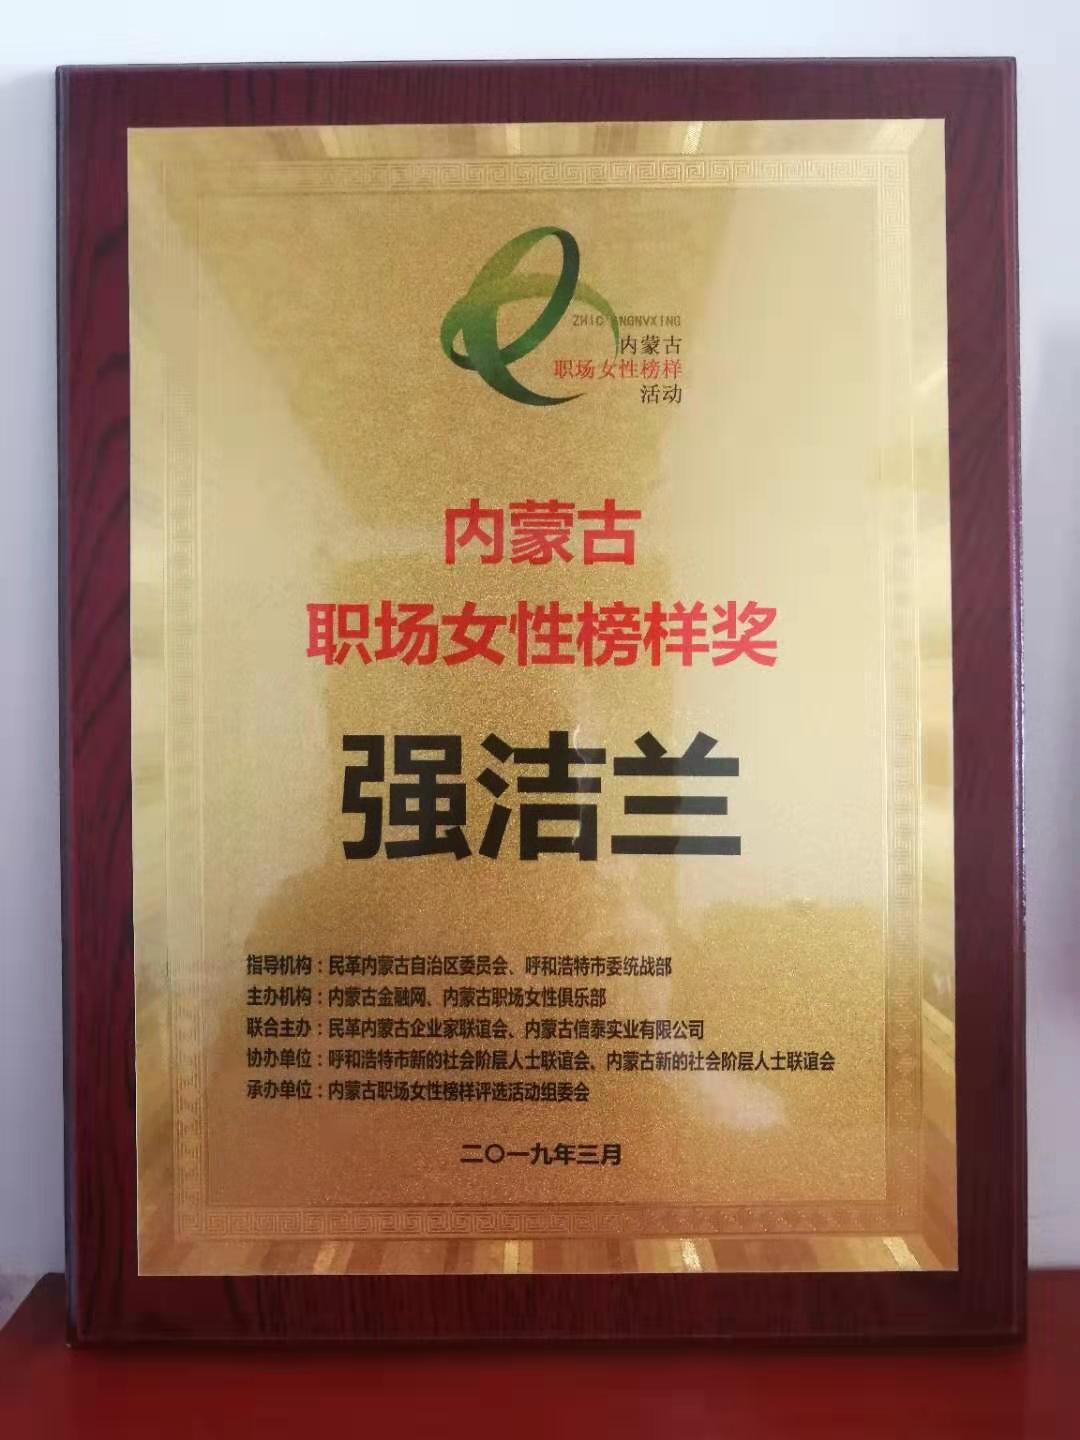 内蒙古
职场女性榜样
活动
内蒙古
职场女性榜样奖
强洁兰
指导机构：民革内蒙古自治区委员会、呼和浩特市委统战部
主办机构：内蒙古金融网、内蒙古职场女性俱乐部
联合主办：民革内蒙古企业家联谊会、内蒙古信泰实业有限公司
协办单位：呼和浩特市新的社会阶层人士联谊会、内蒙古新的社会阶层人士联谊会
承办单位：内蒙古职场女性榜样评选活动组委会
二〇一九年三月